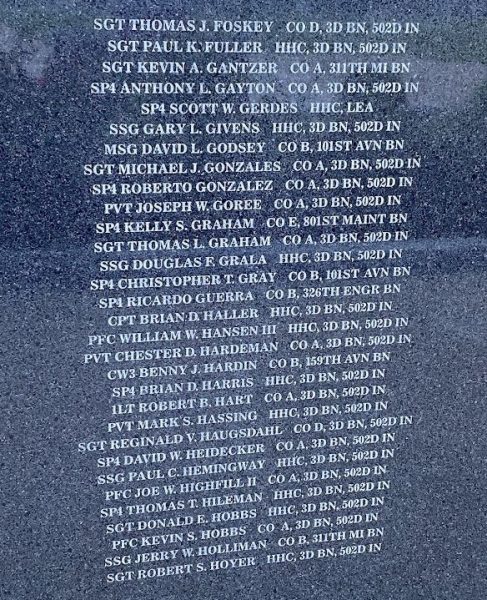 SGT THOMAS J. FOSKEY CO D, 3D BN, 502D IN
SGT PAUL K. FULLER HHC, 3D BN, 502D IN
SGT KEVIN A. GANTZER CO A, 311TH MI BN
SP4 ANTHONY L. GAYTON CO A, 3D BN, 502D IN
SP4 SCOTT W. GERDES HHC, LEA
SSG GARY L. GIVENS HHC, 3D BN, 502D IN
MSG DAVID L. GODSEY CO B, 101ST AVN BN
SGT MICHAEL J. GONZALES CO A, 3D BN, 502D IN
SP4 ROBERTO GONZALEZ CO A, 3D BN, 502D IN
PVT JOSEPH W. GOREE CO A, 3D BN, 502D IN
SP4 KELLY S. GRAHAM CO E, 801ST MAINT BN
SGT THOMAS L. GRAHAM CO A, 3D BN, 502D IN
SSG DOUGLAS F. GRALA HHC, 3D BN, 502D IN
SP4 CHRISTOPHER T. GRAY CO B, 101ST AVN BN
SP4 RICARDO GUERRA CO B, 326TH ENGR BN
CPT BRIAN D. HALLER HHC, 3D BN, 502D IN
PFC WILLIAM W. HANSEN III HHC, 3D BN, 502D IN
PVT CHESTER D. HARDEMAN CO A, 3D BN, 502D IN
CW3 BENNY J. HARDIN CO B, 159TH AVN BN
SP4 BRIAN D. HARRIS HHC, 3D BN, 502D IN
1LT ROBERT B. HART CO A, 3D BN, 502D IN
PVT MARK S. HASSING HHC, 3D BN, 502D IN
SGT REGINALD V. HAUGSDAHL CO D, 3D BN, 502D IN
SP4 DAVID W. HEIDECKER CO A, 3D BN, 502D IN
SSG PAUL C. HEMINGWAY HHC, 3D BN, 502D IN
PFC JOE W. HIGHFILL II CO A, 3D BN, 502D IN
SP4 THOMAS T. HILEMAN HHC, 3D BN, 502D IN
SGT DONALD E. HOBBS HHC, 3D BN, 502D IN
PFC KEVIN S. HOBBS CO A, 3D BN, 502D IN
SSG JERRY W. HOLLIMAN CO B, 311TH MI BN
SGT ROBERT S. HOYER HHC, 3D BN, 502D IN